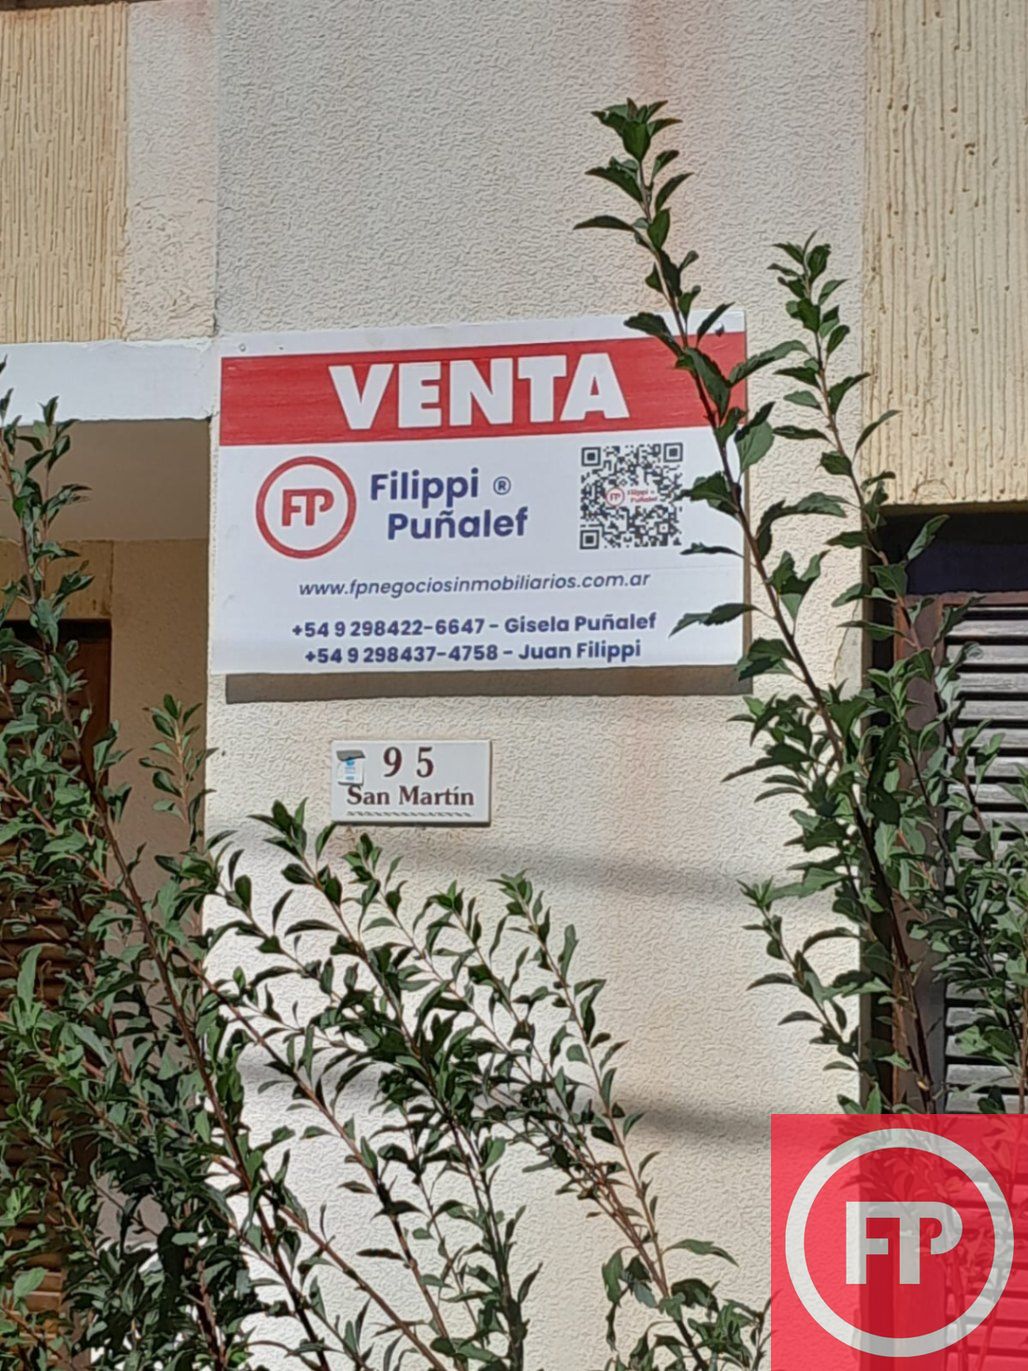 VENTA
FP
Filippi ®
Puñalef
www.fpnegociosinmobiliarios.com.ar
+54 9 298422-6647 - Gisela Puñalef
+54 9 298437-4758 - Juan Filippi
95
San Martín
FP